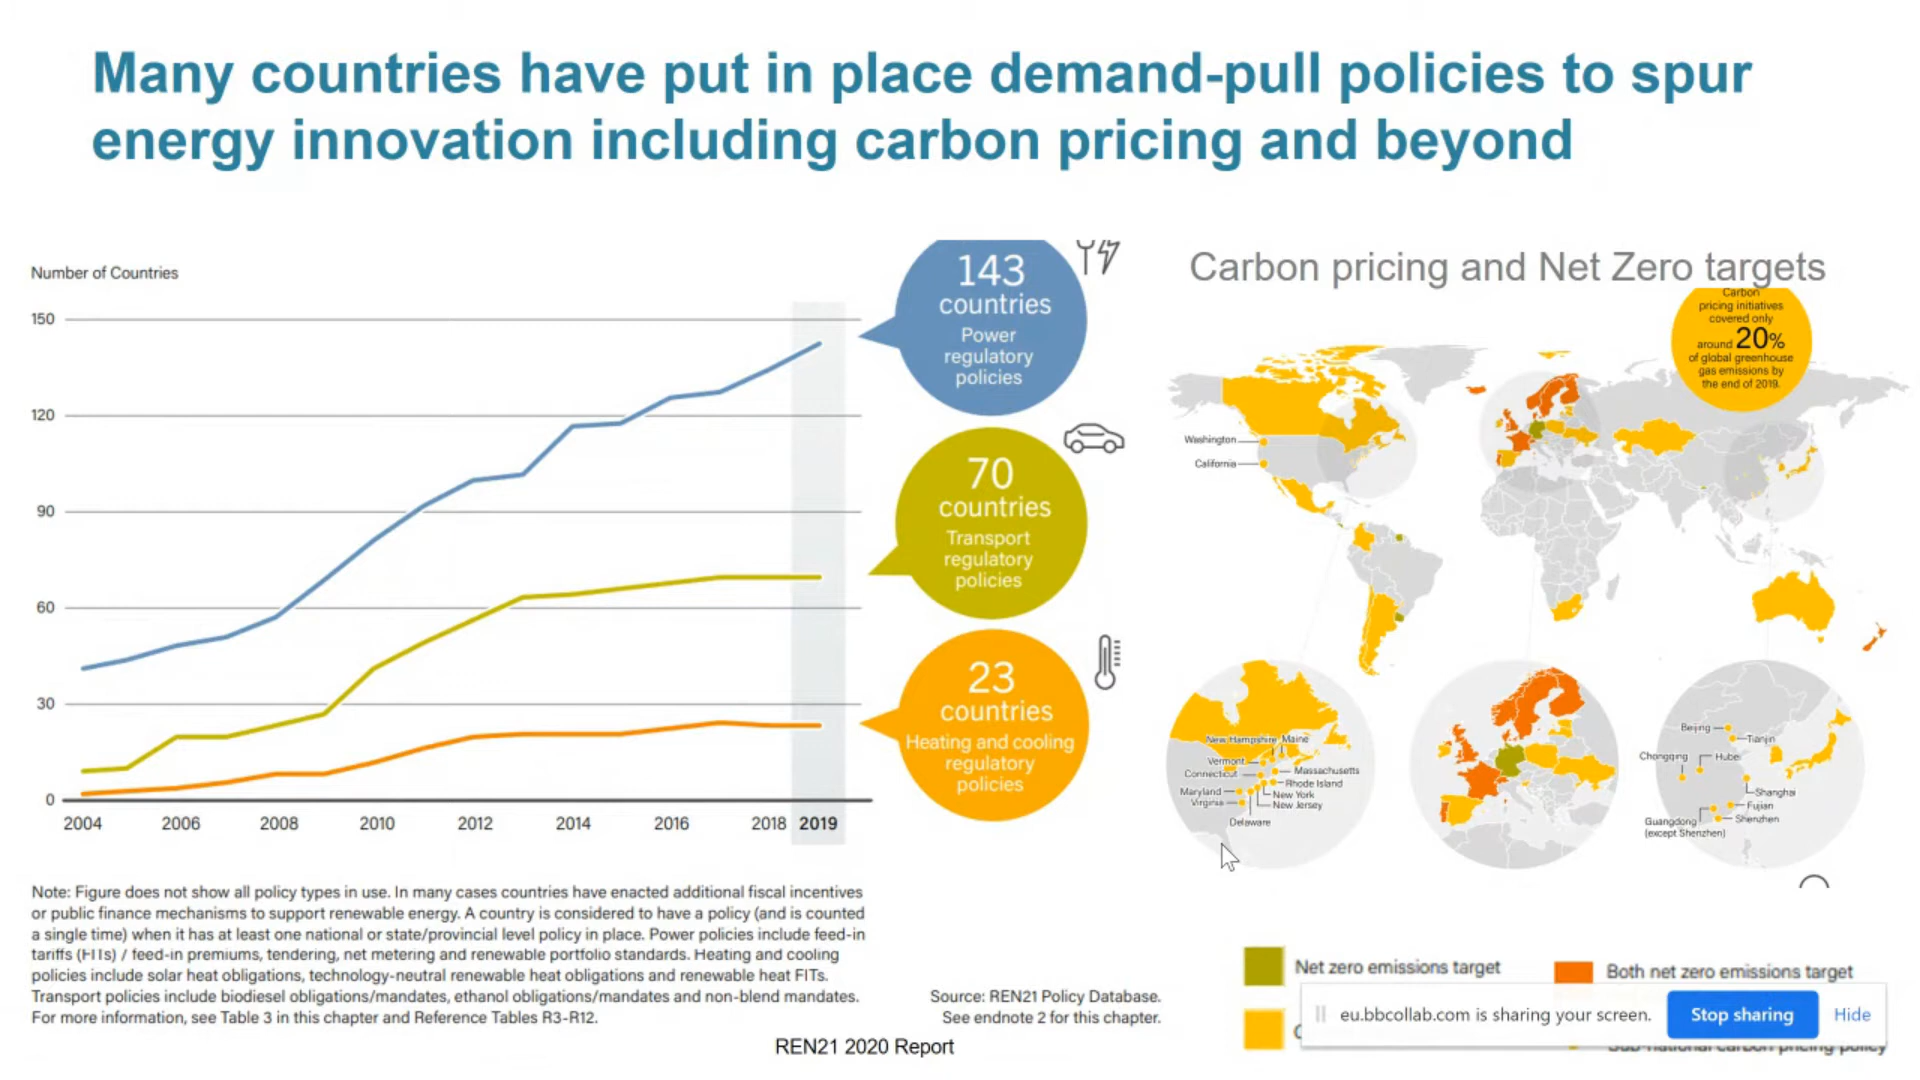 Many countries have put in place demand-pull policies to spur
energy innovation including carbon pricing and beyond
Number of Countries
150
120
90
60
30
0
2004
2006
2008
2010
2012
2014
2016
2018
2019
143
countries
Power
regulatory
policies
70
countries
Transport
regulatory
policies
23
countries
Heating and cooling
regulatory
policies
Note: Figure does not show all policy types in use. In many cases countries have enacted additional fiscal incentives
or public finance mechanisms to support renewable energy. A country is considered to have a policy (and is counted
a single time) when it has at least one national or state/provincial level policy in place. Power policies include feed-in
tariffs (FITs) / feed-in premiums, tendering, net metering and renewable portfolio standards. Heating and cooling
policies include solar heat obligations, technology-neutral renewable heat obligations and renewable heat FITs.
Transport policies include biodiesel obligations/mandates, ethanol obligations/mandates and non-blend mandates.
For more information, see Table 3 in this chapter and Reference Tables R3-R12.
Source: REN21 Policy Database.
See endnote 2 for this chapter.
REN21 2020 Report
Carbon pricing and Net Zero targets
Carbon
pricing initiatives
covered only
around 20%
of global greenhouse
gas emissions by
the end of 2019.
Washington
California
New Hampshire
Maine
Vermont
Connecticut
Massachusetts
Rhode Island
Maryland
New York
Virginia
New Jersey
Delaware
Beijing
Tianjin
Chongqing
Hubei
Shanghai
Fujian
Guangdong
(except Shenzhen)
Shenzhen
Net zero emissions target
Both net zero emissions target
eu.bbcollab.com is sharing your screen.
Stop sharing
Hide
Sub-national carbon pricing policy